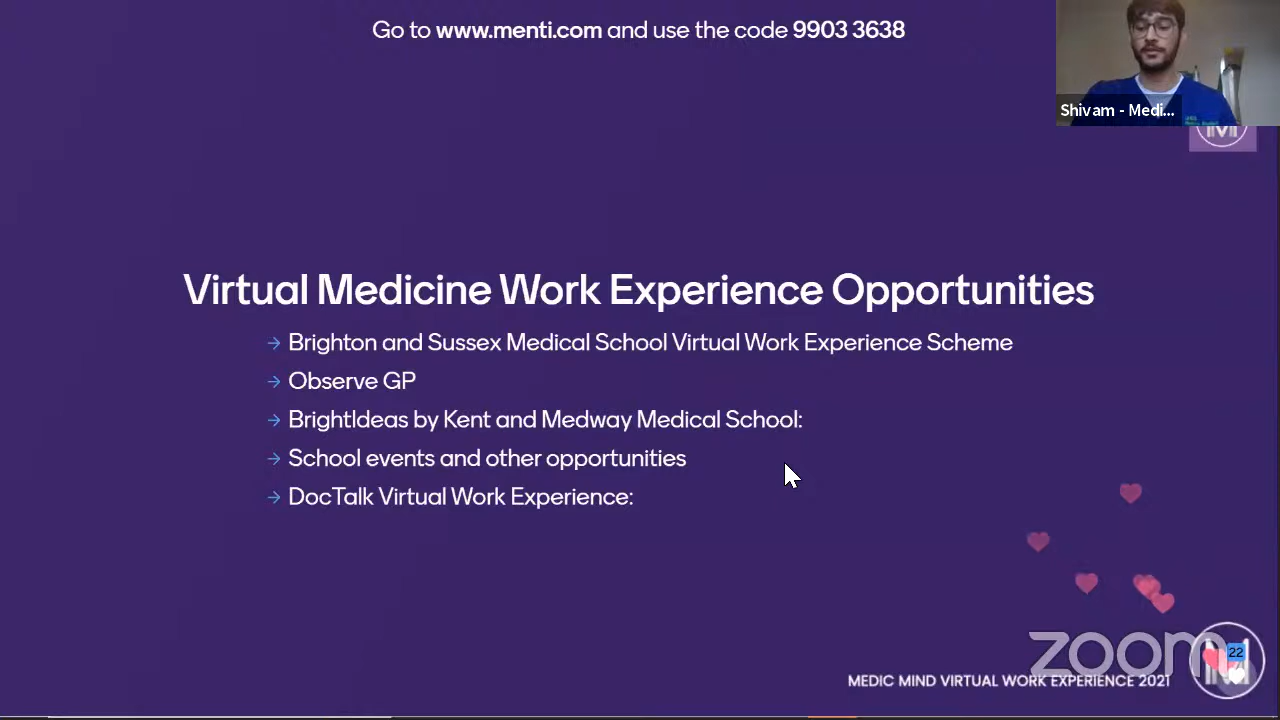 Go to www.menti.com and use the code 9903 3638
Shivam - Medi...
Virtual Medicine Work Experience Opportunities
→ Brighton and Sussex Medical School Virtual Work Experience Scheme
→ Observe GP
→ BrightIdeas by Kent and Medway Medical School:
→ School events and other opportunities
→ DocTalk Virtual Work Experience:
zoom
22
MEDIC MIND VIRTUAL WORK EXPERIENCE 2021